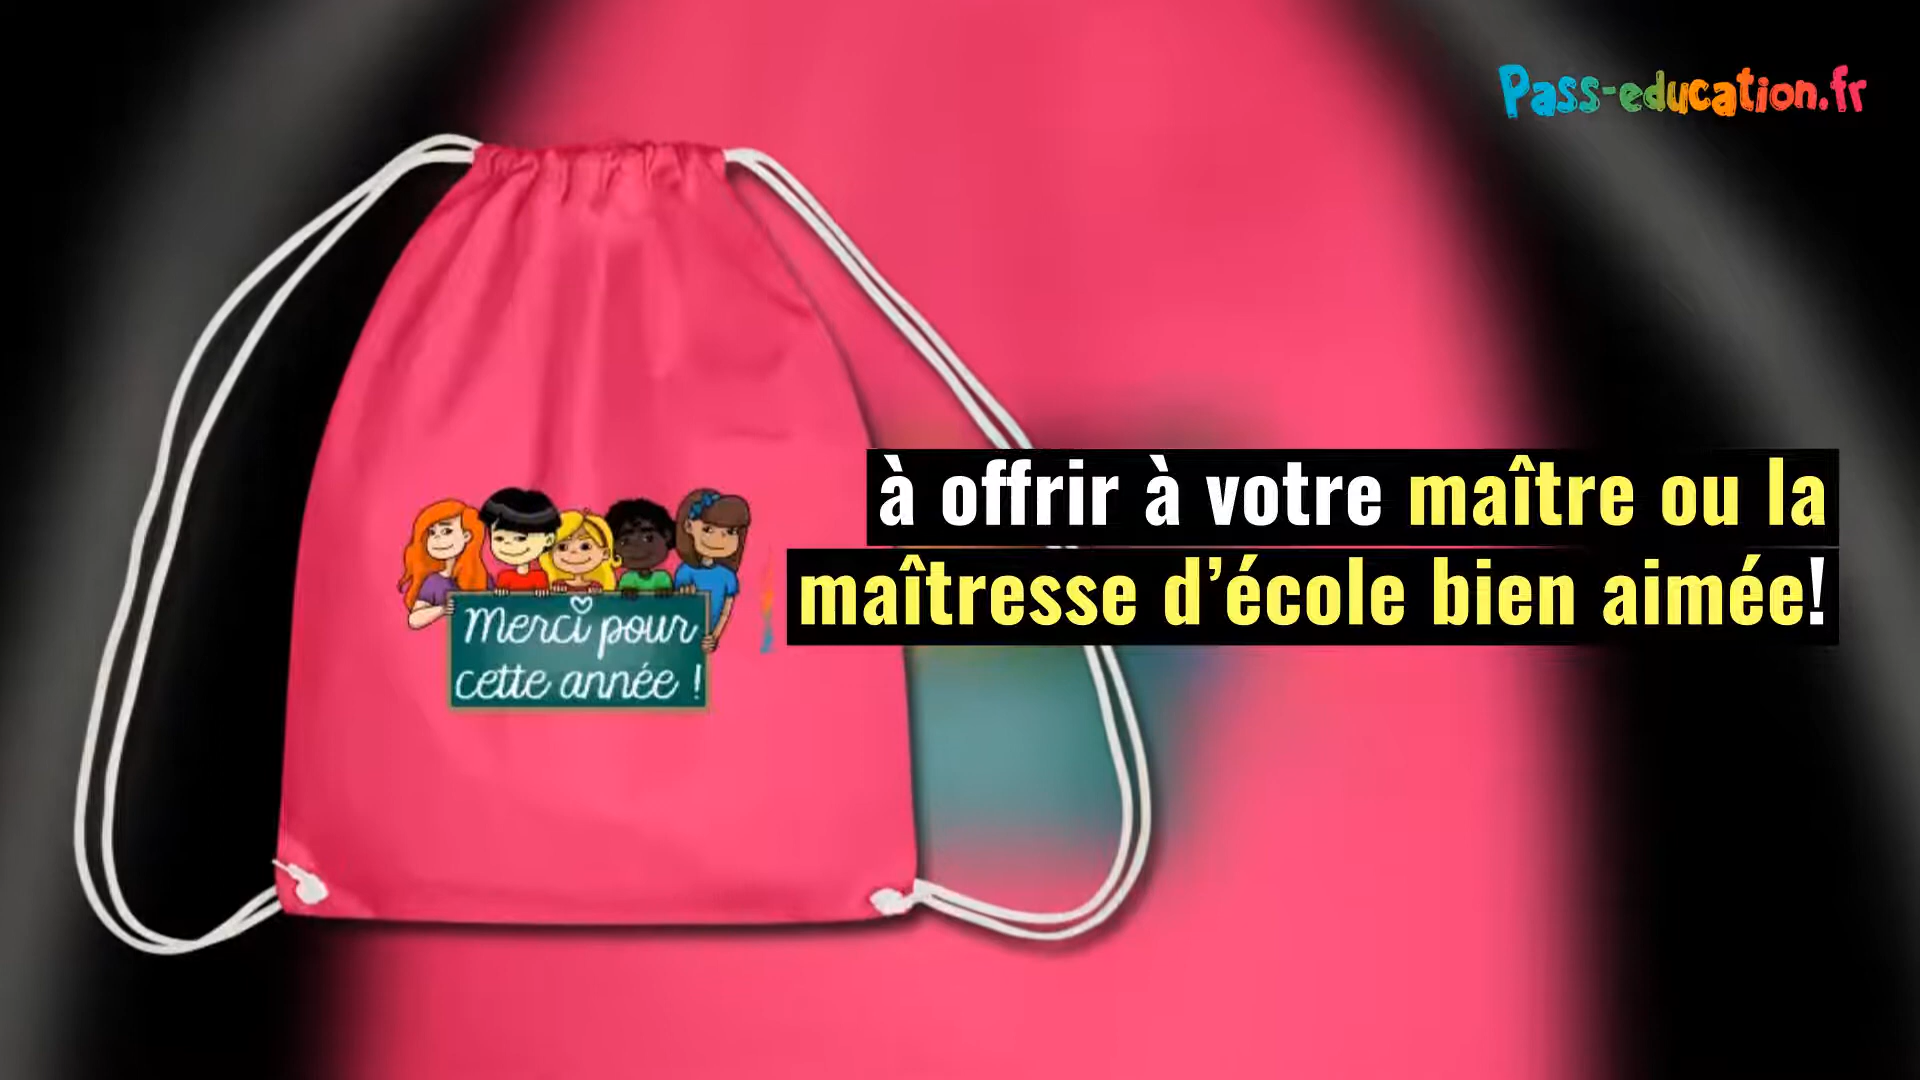 Pass-education.fr
à offrir à votre maître ou la
maîtresse d’école bien aimée!
Merci pour
cette année !